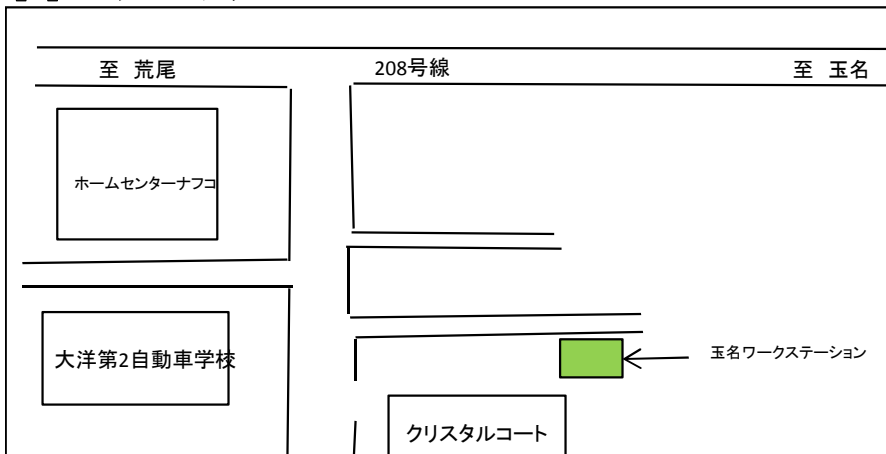 至 荒尾
208号線
至 玉名
ホームセンターナフコ
大洋第2自動車学校
玉名ワークステーション
クリスタルコート